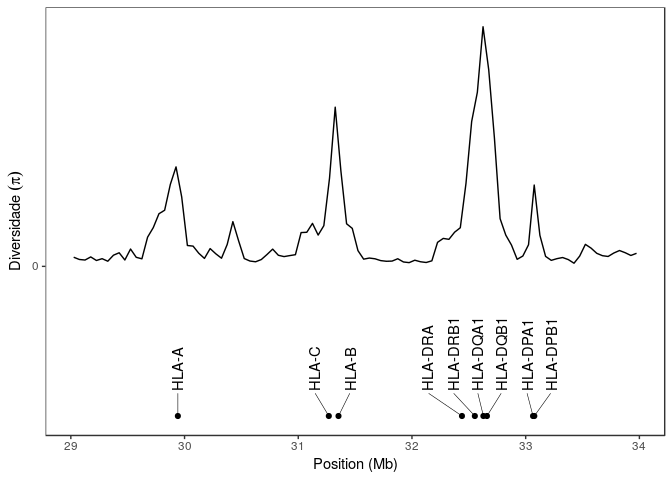 Diversidade (π)
0
HLA-A
HLA-C
HLA-B
HLA-DRA
HLA-DRB1
HLA-DQA1
HLA-DQB1
HLA-DPA1
HLA-DPB1
29 30 31 32 33 34
Position (Mb)